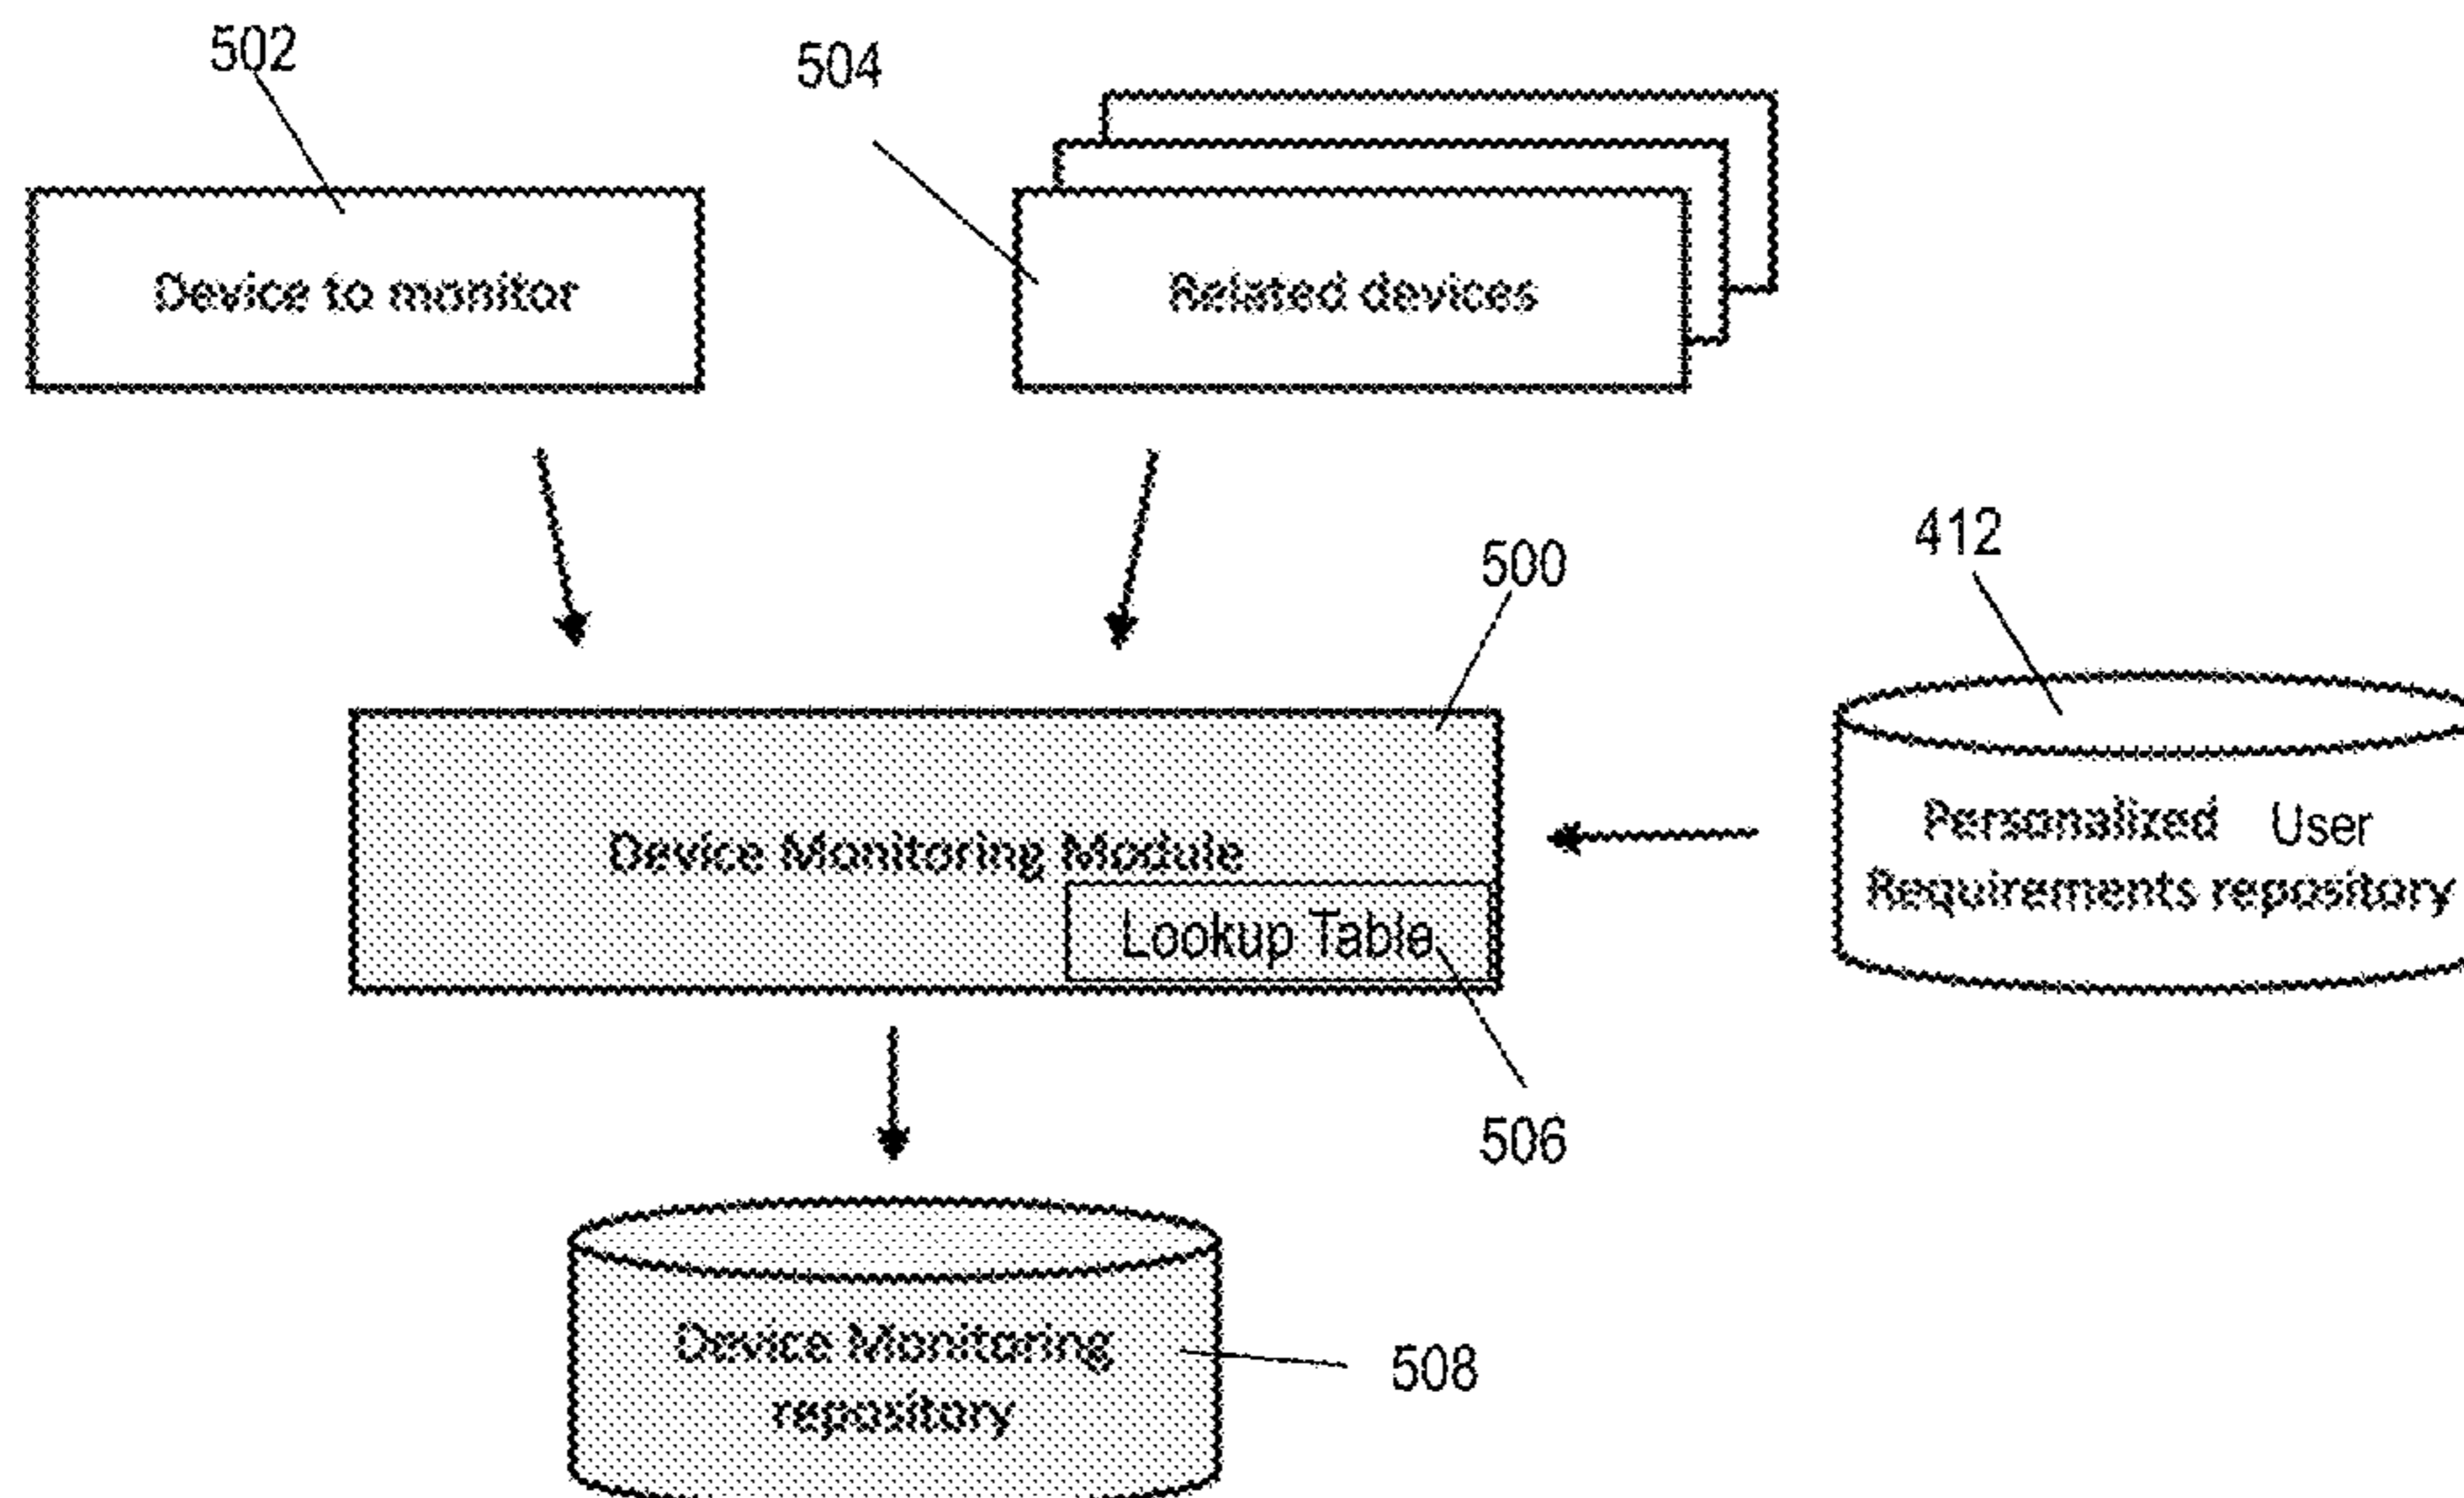 502
504
Device to monitor
Related devices
500
412
Device Monitoring Module
Lookup Table
Personalized User
Requirements repository
506
Device Monitoring
repository
508